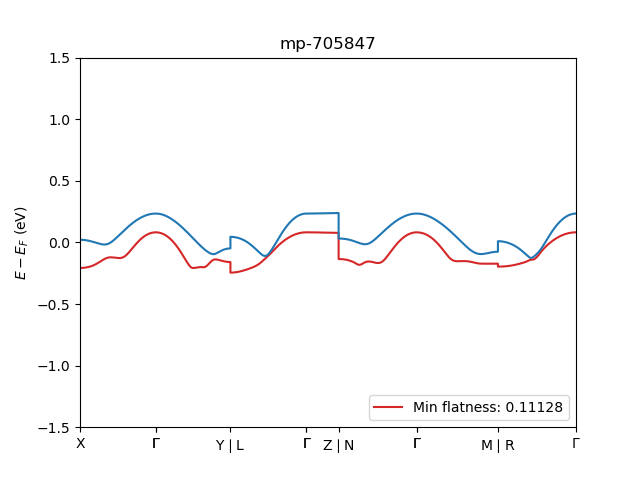 mp-705847
1.5
1.0
0.5
0.0
−0.5
−1.0
−1.5
E − E_F (eV)
Min flatness: 0.11128
X Γ Y | L Γ Z | N Γ M | R Γ